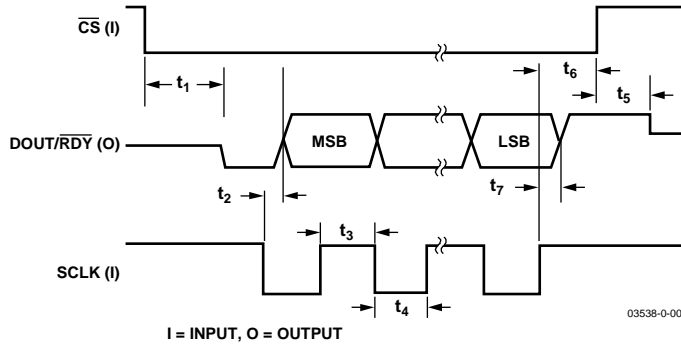 CS (I)
t1
t6
t5
DOUT/RDY (O)
MSB
LSB
t2
t7
t3
SCLK (I)
t4
03538-0-00
I = INPUT, O = OUTPUT